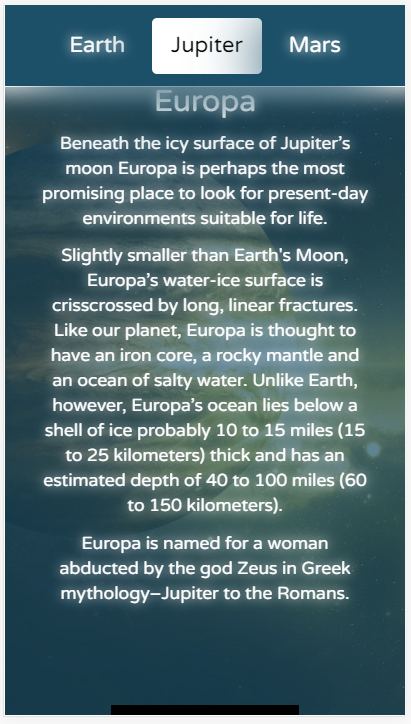 Earth Jupiter Mars
Europa
Beneath the icy surface of Jupiter's
moon Europa is perhaps the most
promising place to look for present-day
environments suitable for life.
Slightly smaller than Earth's Moon,
Europa's water-ice surface is
crisscrossed by long, linear fractures.
Like our planet, Europa is thought to
have an iron core, a rocky mantle and
an ocean of salty water. Unlike Earth,
however, Europa's ocean lies below a
shell of ice probably 10 to 15 miles (15
to 25 kilometers) thick and has an
estimated depth of 40 to 100 miles (60
to 150 kilometers).
Europa is named for a woman
abducted by the god Zeus in Greek
mythology–Jupiter to the Romans.